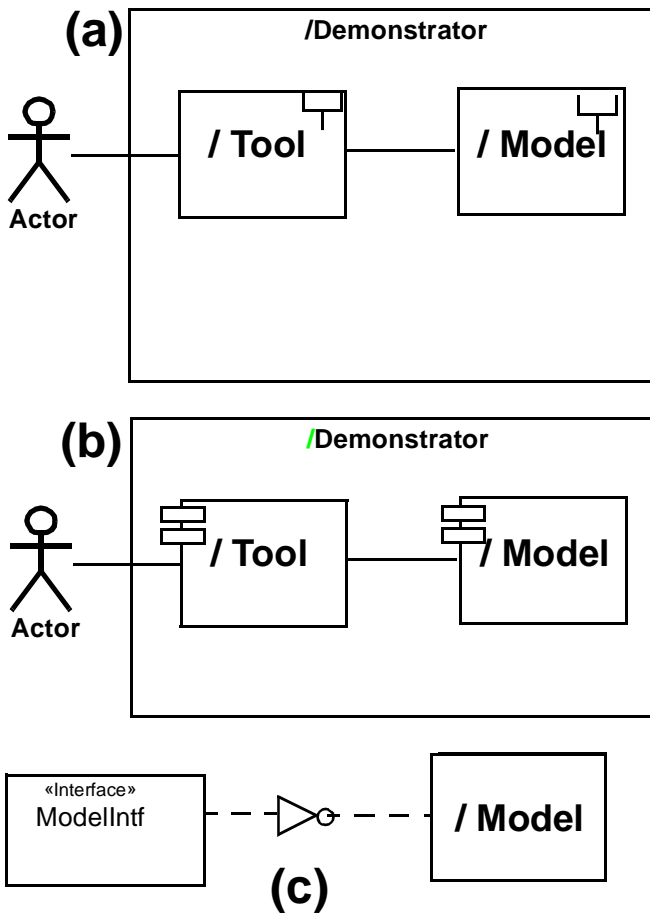 (a)
/Demonstrator
/ Tool
/ Model
Actor
(b)
/Demonstrator
/ Tool
/ Model
Actor
«Interface»
ModelIntf
/ Model
(c)